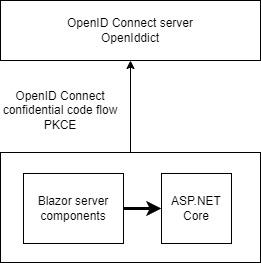 OpenID Connect server
OpenIddict
OpenID Connect
confidential code flow
PKCE
Blazor server
components
ASP.NET
Core